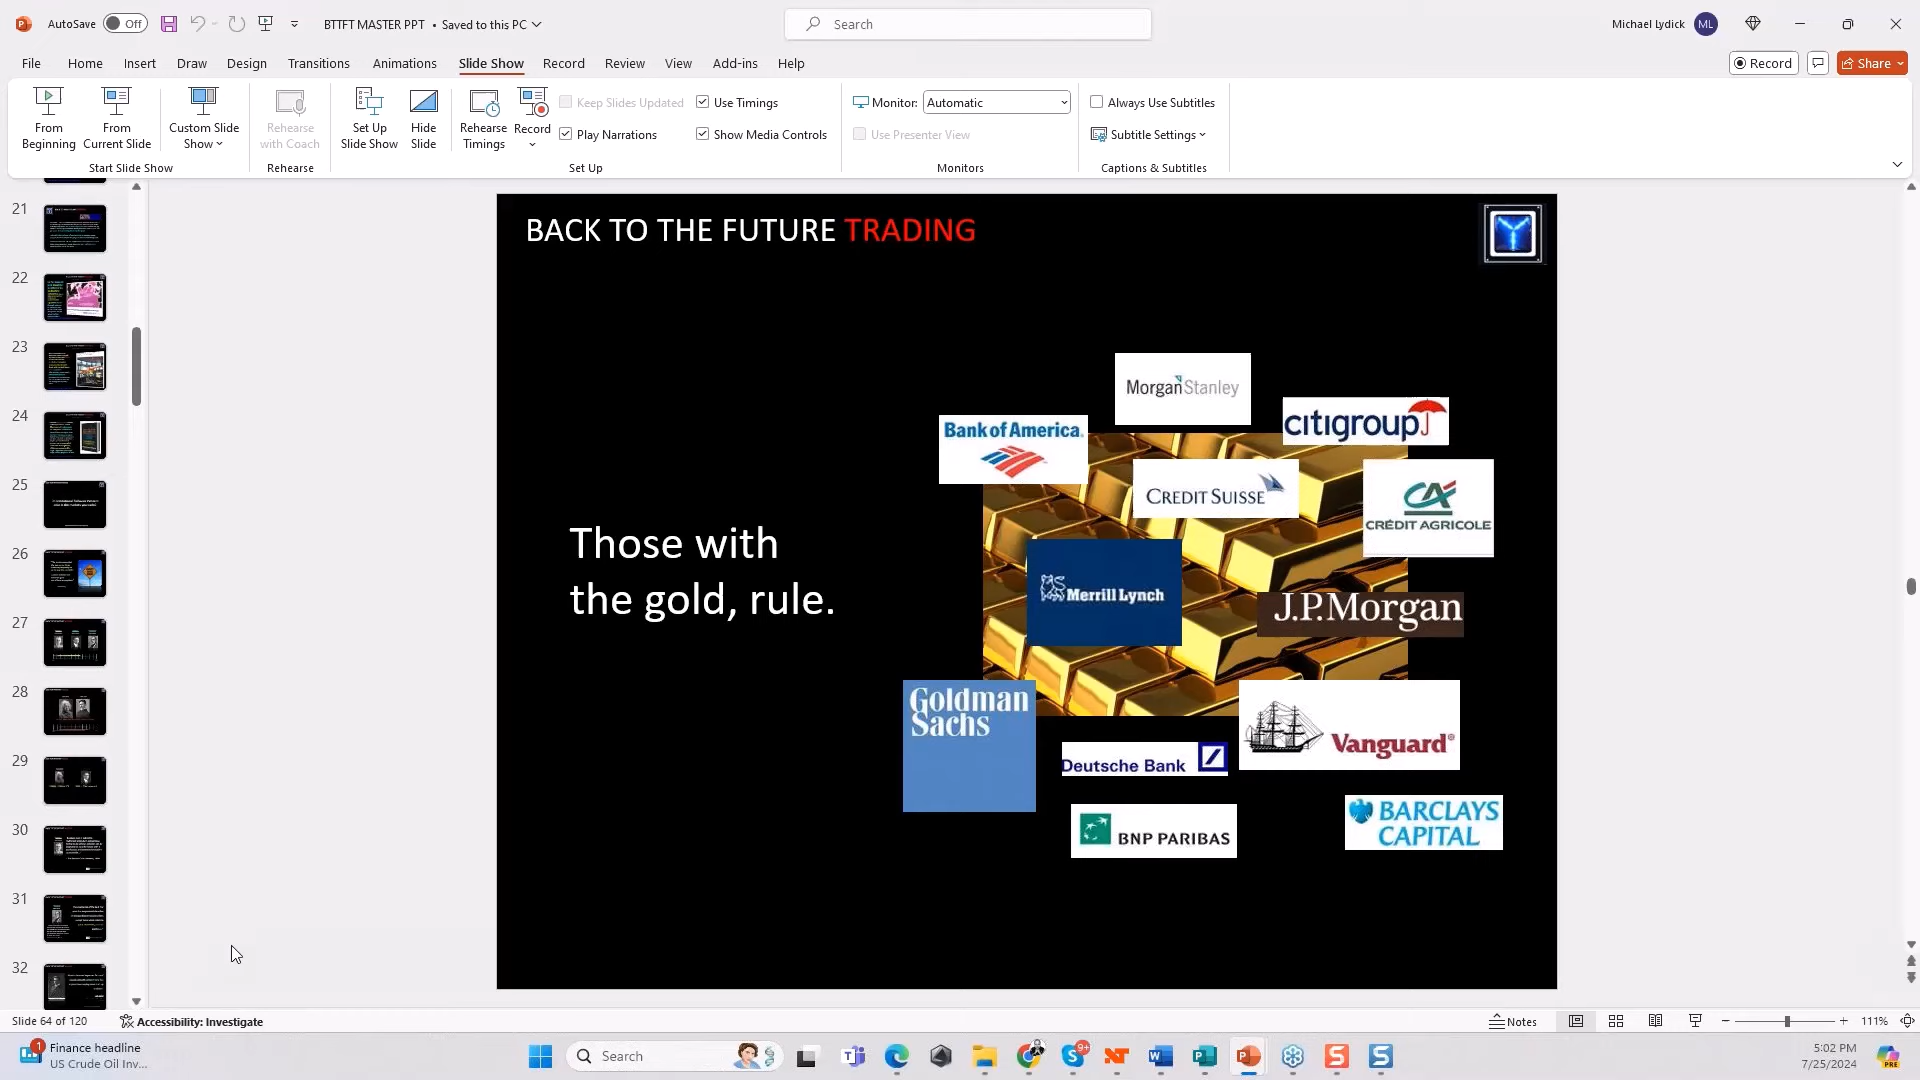 AutoSave Off BTTFT MASTER PPT • Saved to this PC Search Michael Lydick ML
File Home Insert Draw Design Transitions Animations Slide Show Record Review View Add-ins Help Record Share
From Beginning
From Current Slide
Custom Slide Show
Start Slide Show
Rehearse with Coach
Rehearse
Set Up Slide Show
Hide Slide
Rehearse Timings
Record
Keep Slides Updated
Use Timings
Play Narrations
Show Media Controls
Set Up
Monitor: Automatic
Use Presenter View
Monitors
Always Use Subtitles
Subtitle Settings
Captions & Subtitles
21
22
23
24
25
26
27
28
29
30
31
32
BACK TO THE FUTURE TRADING
Those with
the gold, rule.
Morgan Stanley
citigroup
Bank of America
CREDIT SUISSE
CA
CRÉDIT AGRICOLE
Merrill Lynch
J.P.Morgan
Goldman
Sachs
Vanguard®
Deutsche Bank
BNP PARIBAS
BARCLAYS
CAPITAL
Slide 64 of 120 Accessibility: Investigate Notes 111%
1 Finance headline
US Crude Oil Inv...
Search
9+
5:02 PM
7/25/2024
PRE